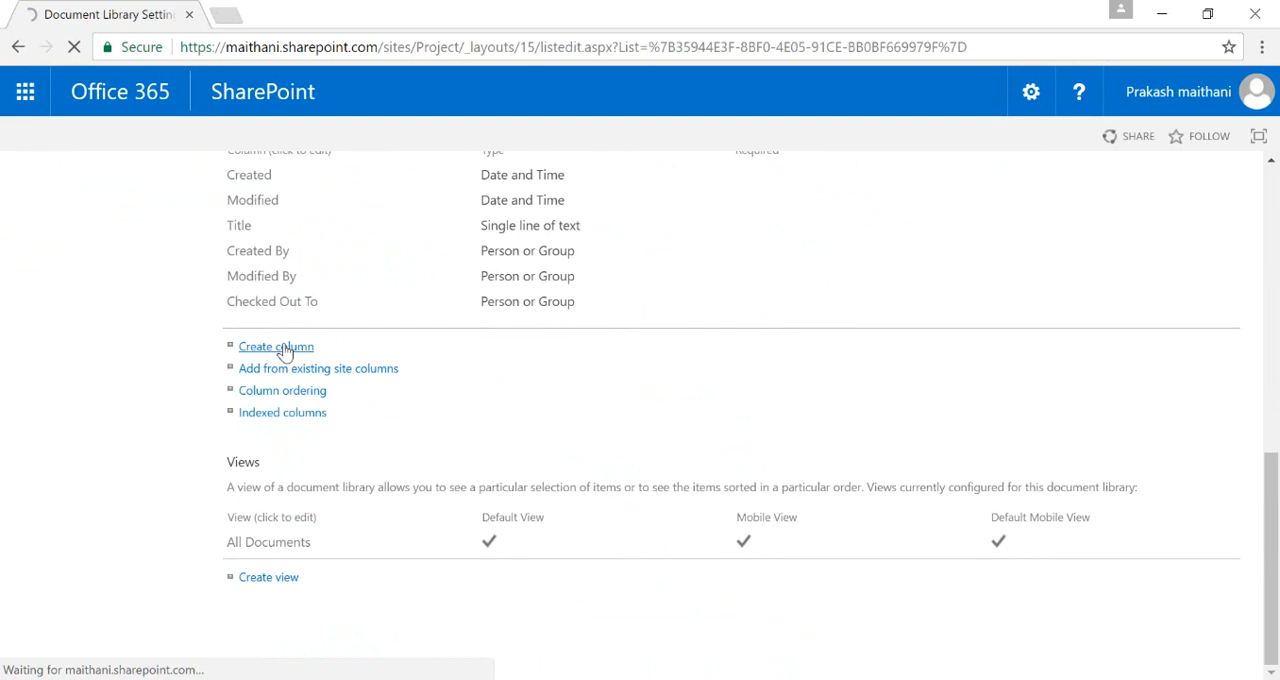 Document Library Settin
Secure https://maithani.sharepoint.com/sites/Project/_layouts/15/listedit.aspx?List=%7B35944E3F-8BF0-4E05-91CE-BB0BF669979F%7D
Office 365 SharePoint ? Prakash maithani
SHARE FOLLOW
Column (click to edit) Type Required
Created Date and Time
Modified Date and Time
Title Single line of text
Created By Person or Group
Modified By Person or Group
Checked Out To Person or Group
Create column
Add from existing site columns
Column ordering
Indexed columns
Views
A view of a document library allows you to see a particular selection of items or to see the items sorted in a particular order. Views currently configured for this document library:
View (click to edit) Default View Mobile View Default Mobile View
All Documents
Create view
Waiting for maithani.sharepoint.com...